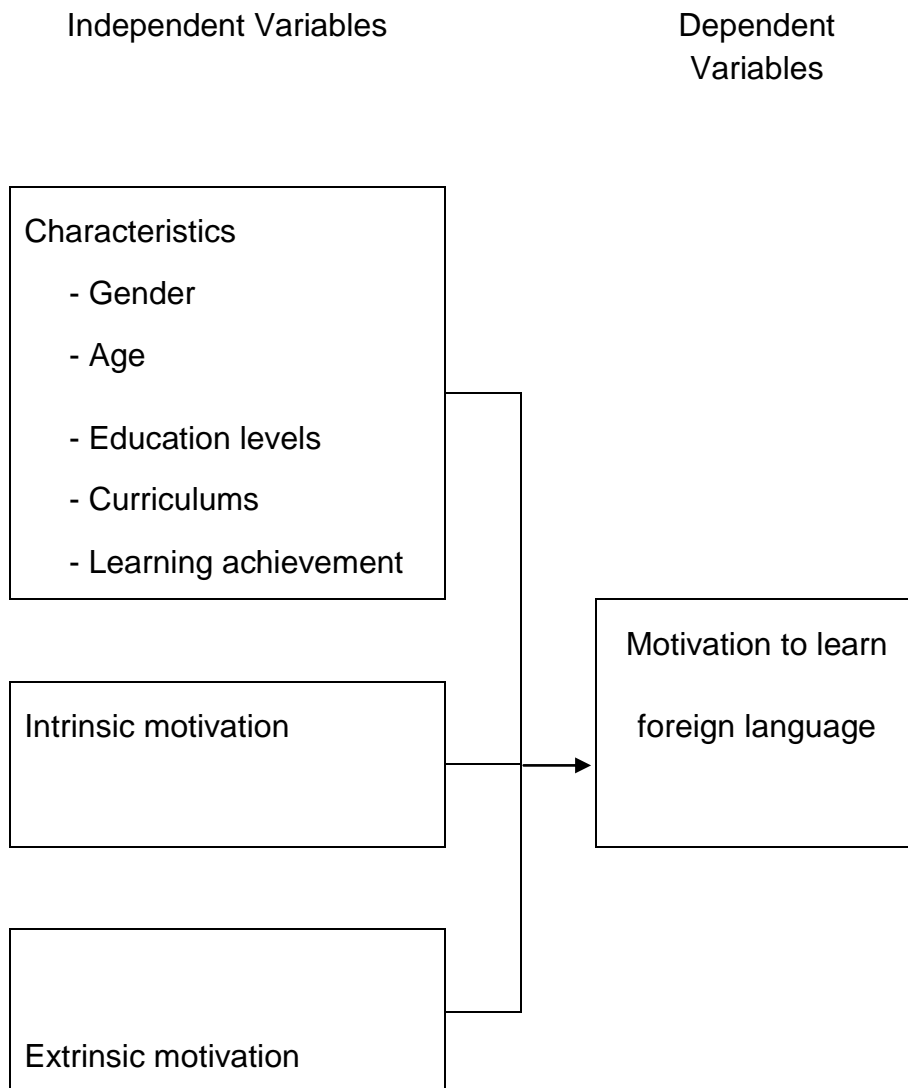 Independent Variables
Dependent
Variables
Characteristics
- Gender
- Age
- Education levels
- Curriculums
- Learning achievement
Motivation to learn
foreign language
Intrinsic motivation
Extrinsic motivation